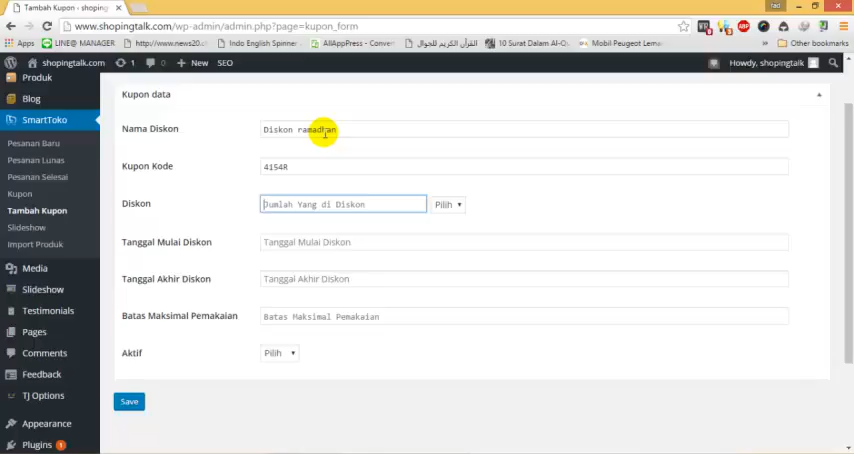 Tambah Kupon ‹ shoping
fad
www.shopingtalk.com/wp-admin/admin.php?page=kupon_form
Apps
LINE@ MANAGER
http://www.news20.c
Indo English Spinner
AllAppPress - Conver
القرآن الكريم للجوال
10 Surat Dalam Al-Q
Mobil Peugeot Lema
Other bookmarks
shopingtalk.com
1
0
New
SEO
Howdy, shopingtalk
Produk
Blog
SmartToko
Pesanan Baru
Pesanan Lunas
Pesanan Selesai
Kupon
Tambah Kupon
Slideshow
Import Produk
Media
Slideshow
Testimonials
Pages
Comments
Feedback
TJ Options
Appearance
Plugins 1
Kupon data
Nama Diskon
Diskon ramadhan
Kupon Kode
4154R
Diskon
Jumlah Yang di Diskon
Pilih
Tanggal Mulai Diskon
Tanggal Mulai Diskon
Tanggal Akhir Diskon
Tanggal Akhir Diskon
Batas Maksimal Pemakaian
Batas Maksimal Pemakaian
Aktif
Pilih
Save